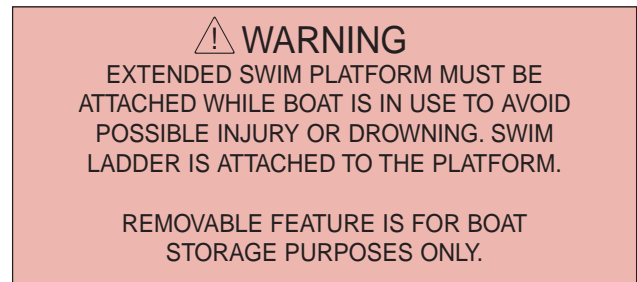 ⚠ WARNING
EXTENDED SWIM PLATFORM MUST BE
ATTACHED WHILE BOAT IS IN USE TO AVOID
POSSIBLE INJURY OR DROWNING. SWIM
LADDER IS ATTACHED TO THE PLATFORM.
REMOVABLE FEATURE IS FOR BOAT
STORAGE PURPOSES ONLY.